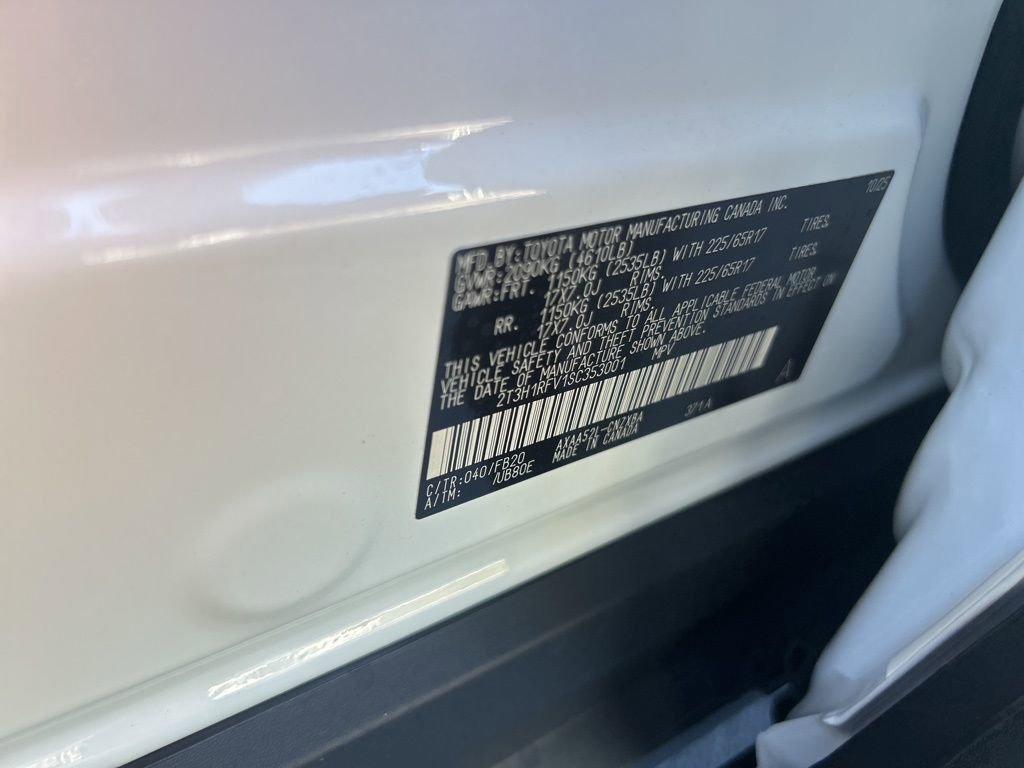 MFD.BY:TOYOTA MOTOR MANUFACTURING CANADA INC. 10/25
GVWR:2090KG (4610LB)
GAWR:FRT. 1150KG (2535LB) WITH 225/65R17 TIRES,
17X7.0J RIMS,
RR. 1150KG (2535LB) WITH 225/65R17 TIRES,
17X7.0J RIMS.
THIS VEHICLE CONFORMS TO ALL APPLICABLE FEDERAL MOTOR
VEHICLE SAFETY AND THEFT PREVENTION STANDARDS IN EFFECT ON
THE DATE OF MANUFACTURE SHOWN ABOVE.
2T3H1RFV1SC353001 MPV
C/TR:040/FB20 AXAA52L-CNZXBA 371A
A/TM: /UB80E MADE IN CANADA
A